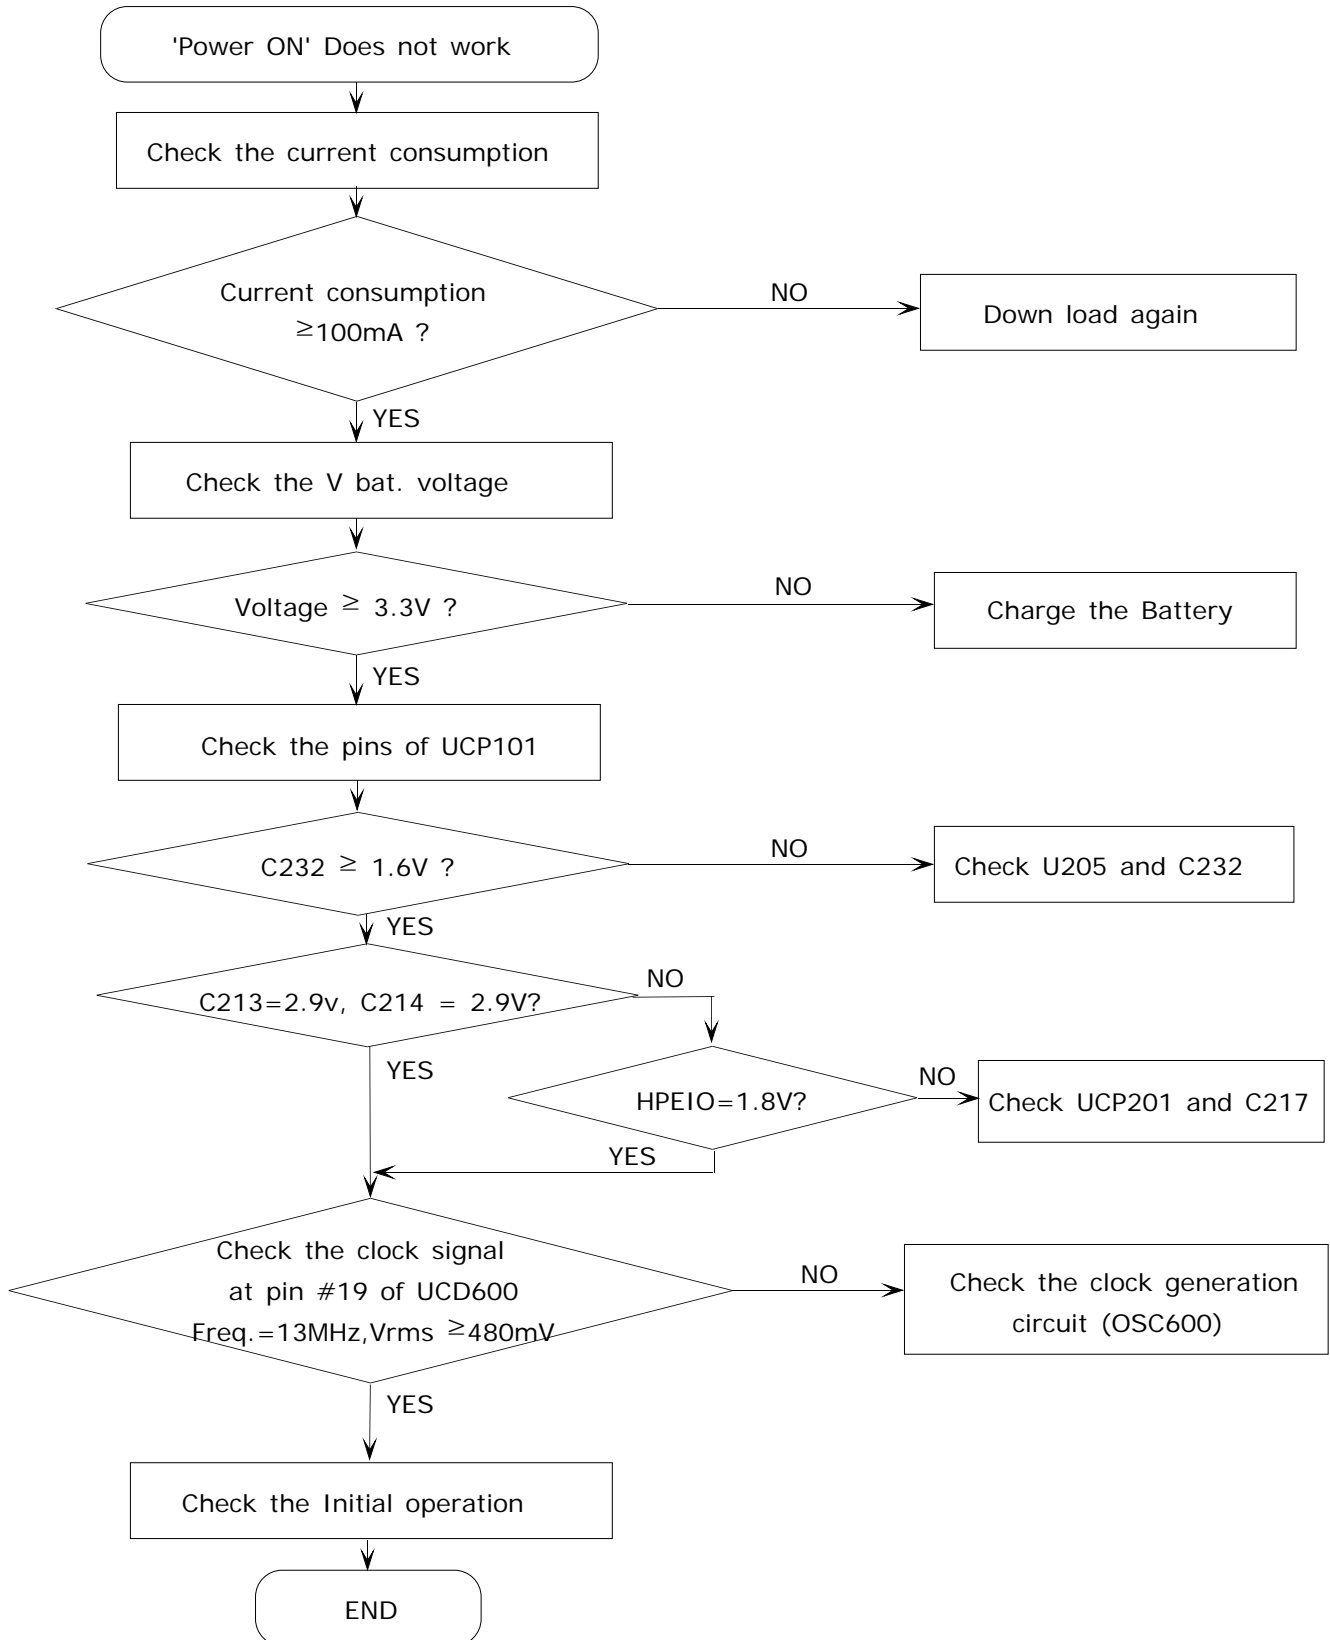 'Power ON' Does not work
Check the current consumption
Current consumption
≥100mA ?
NO
Down load again
YES
Check the V bat. voltage
Voltage ≥ 3.3V ?
NO
Charge the Battery
YES
Check the pins of UCP101
C232 ≥ 1.6V ?
NO
Check U205 and C232
YES
C213=2.9v, C214 = 2.9V?
NO
YES
HPEIO=1.8V?
NO
Check UCP201 and C217
YES
Check the clock signal
at pin #19 of UCD600
Freq.=13MHz,Vrms ≥480mV
NO
Check the clock generation
circuit (OSC600)
YES
Check the Initial operation
END